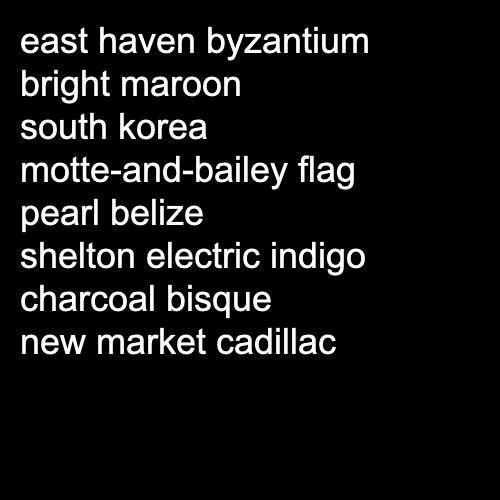 east haven byzantium
bright maroon
south korea
motte-and-bailey flag
pearl belize
shelton electric indigo
charcoal bisque
new market cadillac